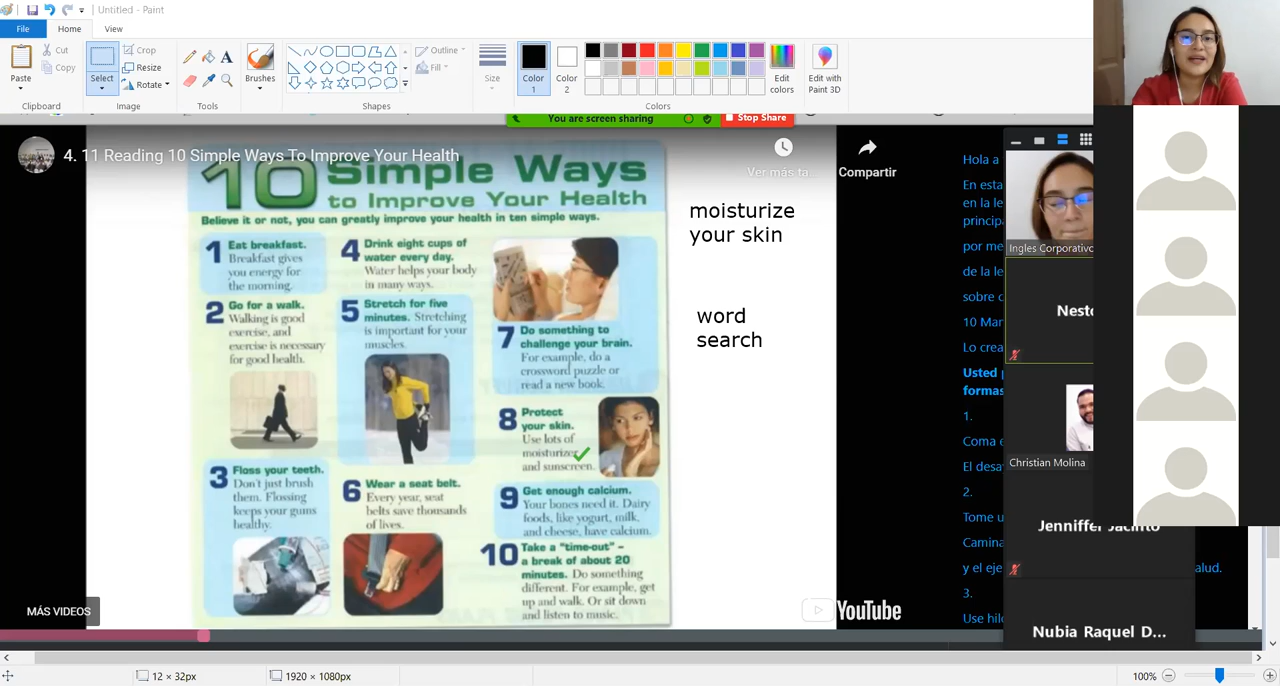 Untitled - Paint
File
Home
View
Paste
Cut
Copy
Clipboard
Select
Crop
Resize
Rotate
Image
Tools
Brushes
Shapes
Outline
Fill
Size
Color 1
Color 2
Edit colors
Edit with Paint 3D
Colors
You are screen sharing
Stop Share
4. 11 Reading 10 Simple Ways To Improve Your Health
Ver más ta
Compartir
10 Simple Ways
to Improve Your Health
Believe it or not, you can greatly improve your health in ten simple ways.
1 Eat breakfast.
Breakfast gives
you energy for
the morning.
2 Go for a walk.
Walking is good
exercise, and
exercise is necessary
for good health.
3 Floss your teeth.
Don't just brush
them. Flossing
keeps your gums
healthy.
4 Drink eight cups of
water every day.
Water helps your body
in many ways.
5 Stretch for five
minutes. Stretching
is important for your
muscles.
6 Wear a seat belt.
Every year, seat
belts save thousands
of lives.
7 Do something to
challenge your brain.
For example, do a
crossword puzzle or
read a new book.
8 Protect
your skin.
Use lots of
moisturizer
and sunscreen.
9 Get enough calcium.
Your bones need it. Dairy
foods, like yogurt, milk,
and cheese, have calcium.
10 Take a "time-out" –
a break of about 20
minutes. Do something
different. For example, get
up and walk. Or sit down
and listen to music.
moisturize
your skin
word
search
MÁS VIDEOS
YouTube
Hola a
En esta
en la le
principa
por me
de la le
sobre c
10 Mar
Lo crea
Usted
formas
1.
Coma
El desa
2.
Tome u
Camina
y el eje
salud.
3.
Use hil
Ingles Corporativo
Nesto
Christian Molina
Jenniffer Jacinto
Nubia Raquel D...
12 × 32px
1920 × 1080px
100%